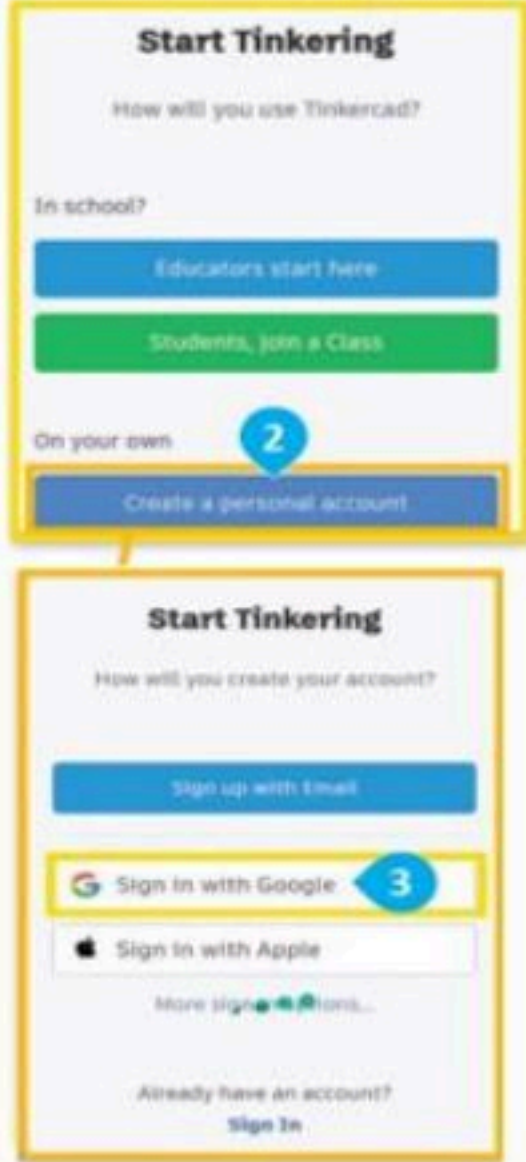 Start Tinkering
How will you use Tinkercad?
In school?
Educators start here
Students, Join a Class
On your own
2
Create a personal account
Start Tinkering
How will you create your account?
Sign up with Email
Sign In with Google
3
Sign In with Apple
More sign
Already have an account?
Sign In